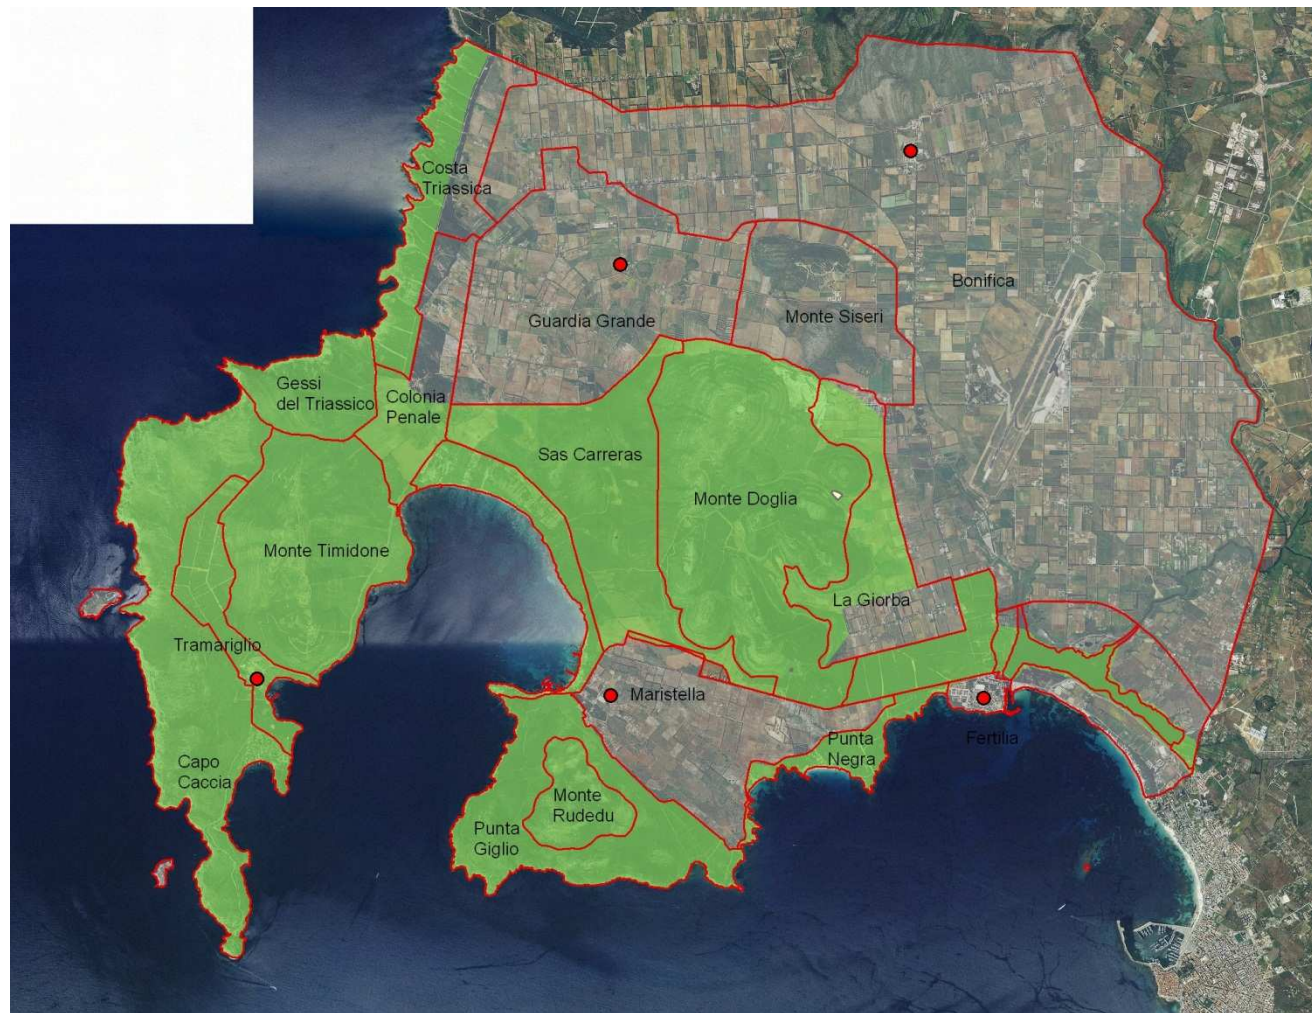 Costa
Triassica
Bonifica
Guardia Grande
Monte Siseri
Gessi
del Triassico
Colonia
Penale
Sas Carreras
Monte Doglia
Monte Timidone
La Giorba
Tramariglio
Maristella
Punta
Negra
Fertilia
Capo
Caccia
Monte
Rudedu
Punta
Giglio